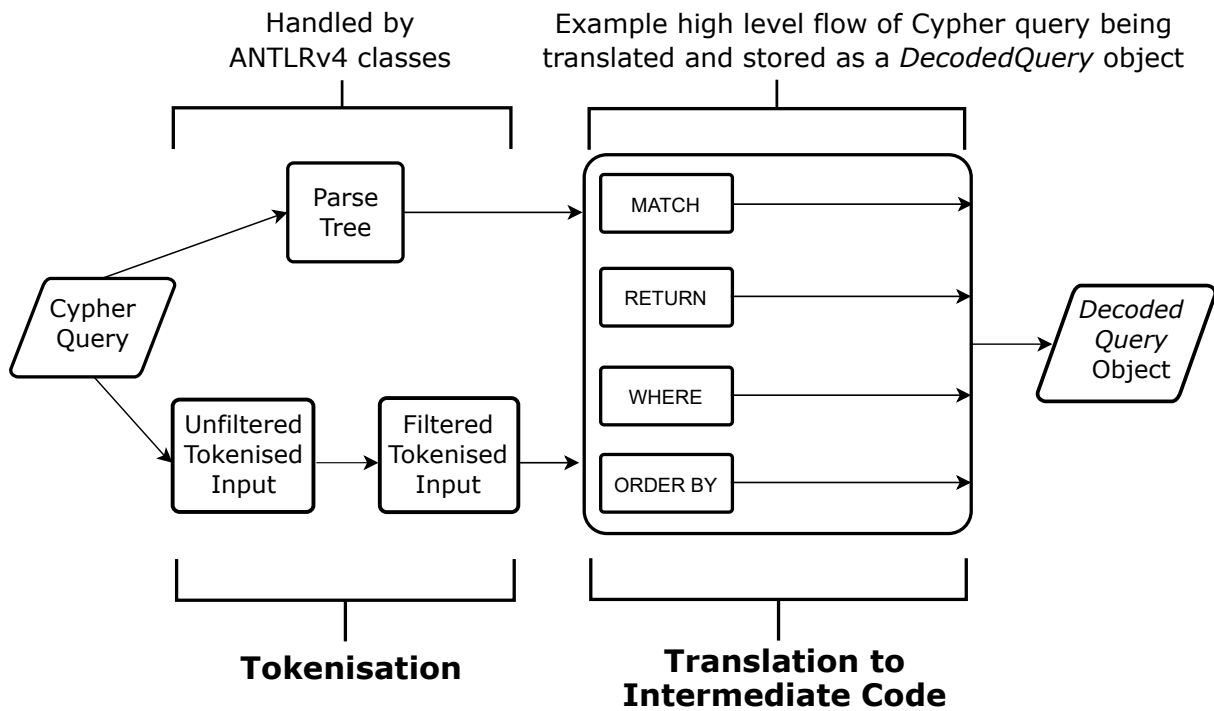 Handled by
ANTLRv4 classes
Example high level flow of Cypher query being
translated and stored as a DecodedQuery object
Parse
Tree
MATCH
RETURN
Cypher
Query
Decoded
Query
Object
WHERE
Unfiltered
Tokenised
Input
Filtered
Tokenised
Input
ORDER BY
Tokenisation
Translation to
Intermediate Code